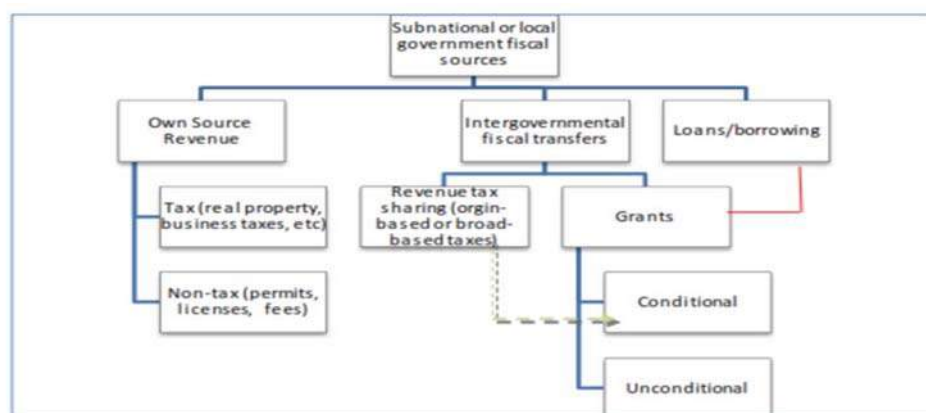 Subnational or local
government fiscal
sources
Own Source
Revenue
Intergovernmental
fiscal transfers
Loans/borrowing
Tax (real property,
business taxes, etc)
Revenue tax
sharing (orgin-
based or broad-
based taxes)
Grants
Non-tax (permits,
licenses, fees)
Conditional
Unconditional